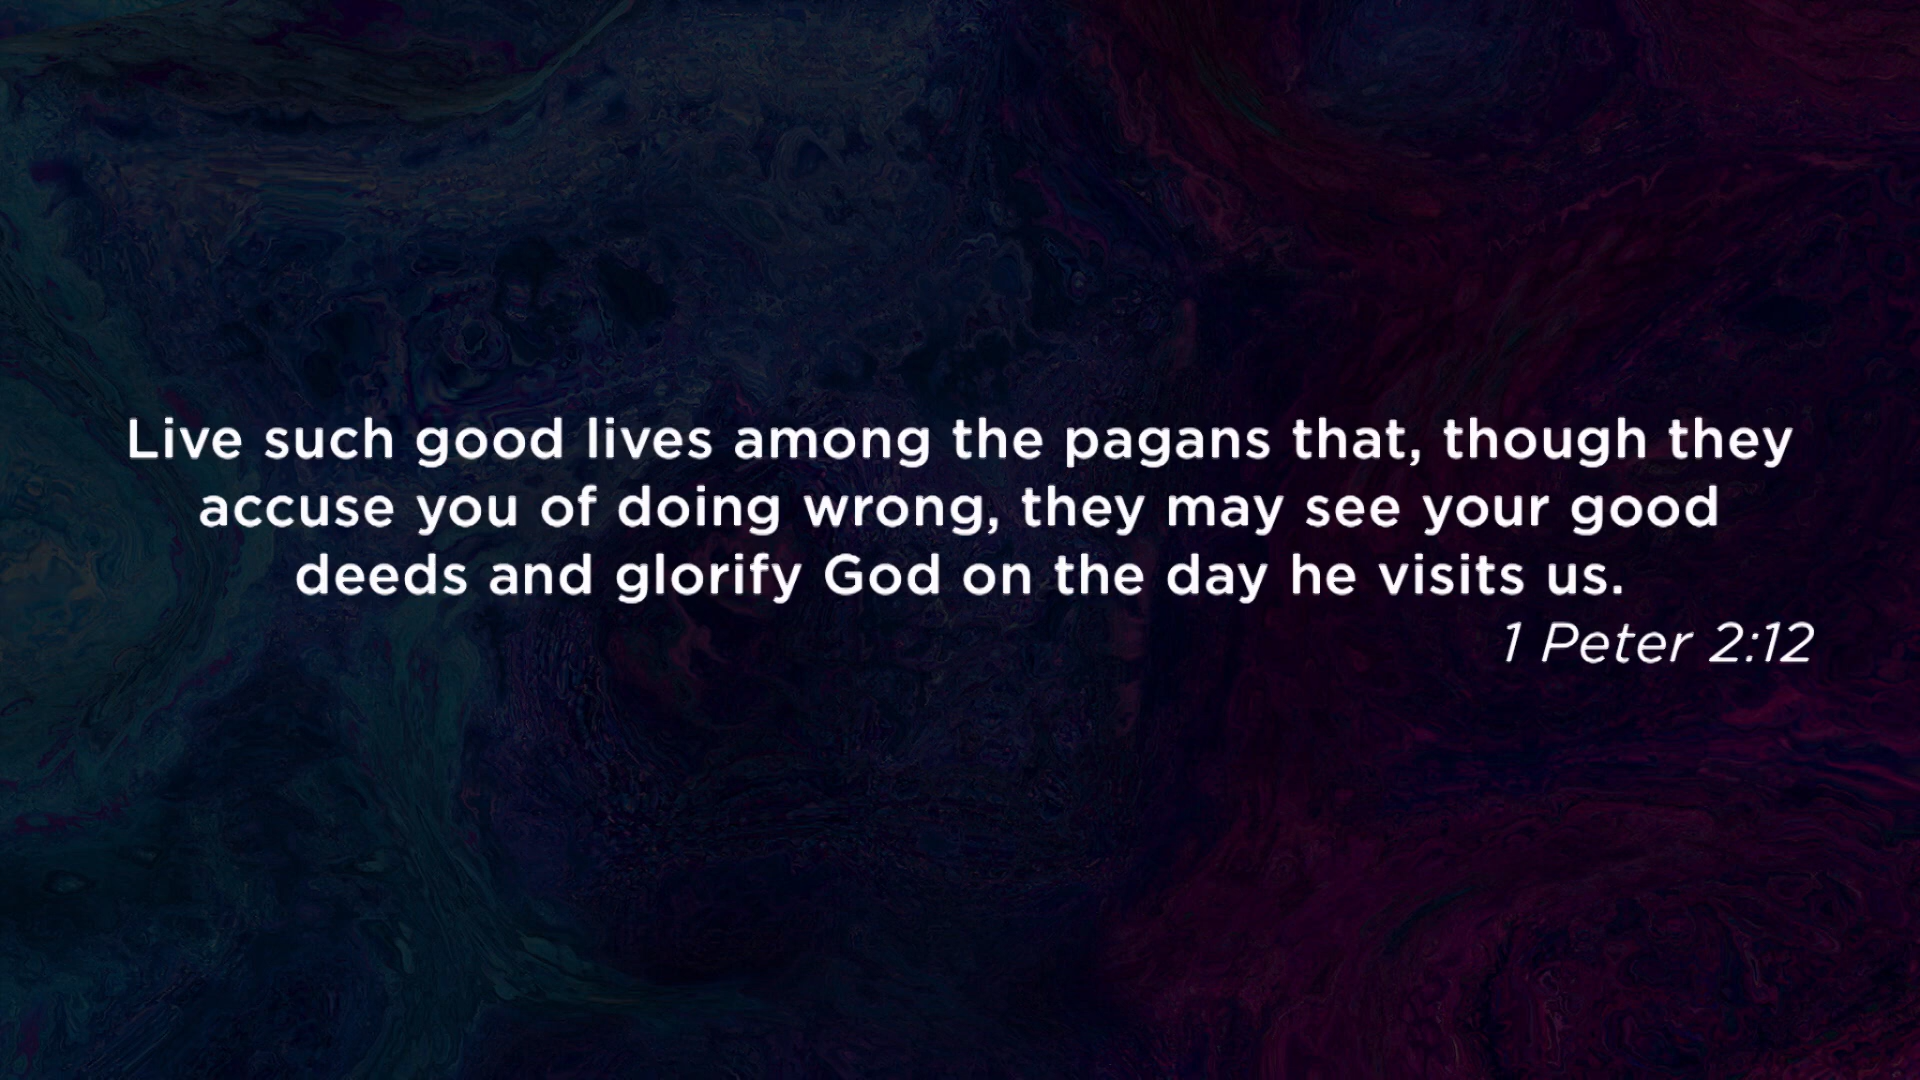 Live such good lives among the pagans that, though they
accuse you of doing wrong, they may see your good
deeds and glorify God on the day he visits us.
1 Peter 2:12